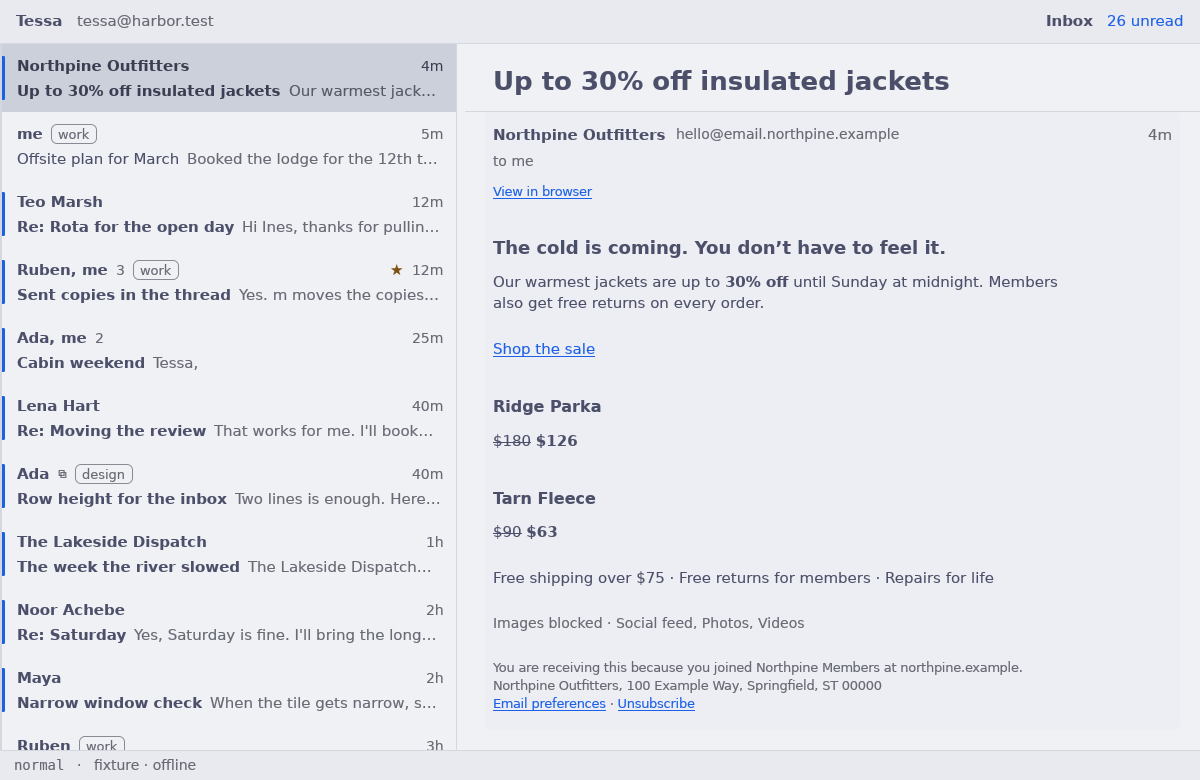 Tessa tessa@harbor.test
Inbox 26 unread
Northpine Outfitters 4m
Up to 30% off insulated jackets Our warmest jack…
me work 5m
Offsite plan for March Booked the lodge for the 12th t…
Teo Marsh 12m
Re: Rota for the open day Hi Ines, thanks for pullin…
Ruben, me 3 work ★ 12m
Sent copies in the thread Yes. m moves the copies…
Ada, me 2 25m
Cabin weekend Tessa,
Lena Hart 40m
Re: Moving the review That works for me. I'll book…
Ada design 40m
Row height for the inbox Two lines is enough. Here…
The Lakeside Dispatch 1h
The week the river slowed The Lakeside Dispatch…
Noor Achebe 2h
Re: Saturday Yes, Saturday is fine. I'll bring the long…
Maya 2h
Narrow window check When the tile gets narrow, s…
Ruben work 3h
Up to 30% off insulated jackets
Northpine Outfitters hello@email.northpine.example 4m
to me
View in browser
The cold is coming. You don’t have to feel it.
Our warmest jackets are up to 30% off until Sunday at midnight. Members
also get free returns on every order.
Shop the sale
Ridge Parka
$180 $126
Tarn Fleece
$90 $63
Free shipping over $75 · Free returns for members · Repairs for life
Images blocked · Social feed, Photos, Videos
You are receiving this because you joined Northpine Members at northpine.example.
Northpine Outfitters, 100 Example Way, Springfield, ST 00000
Email preferences · Unsubscribe
normal · fixture · offline